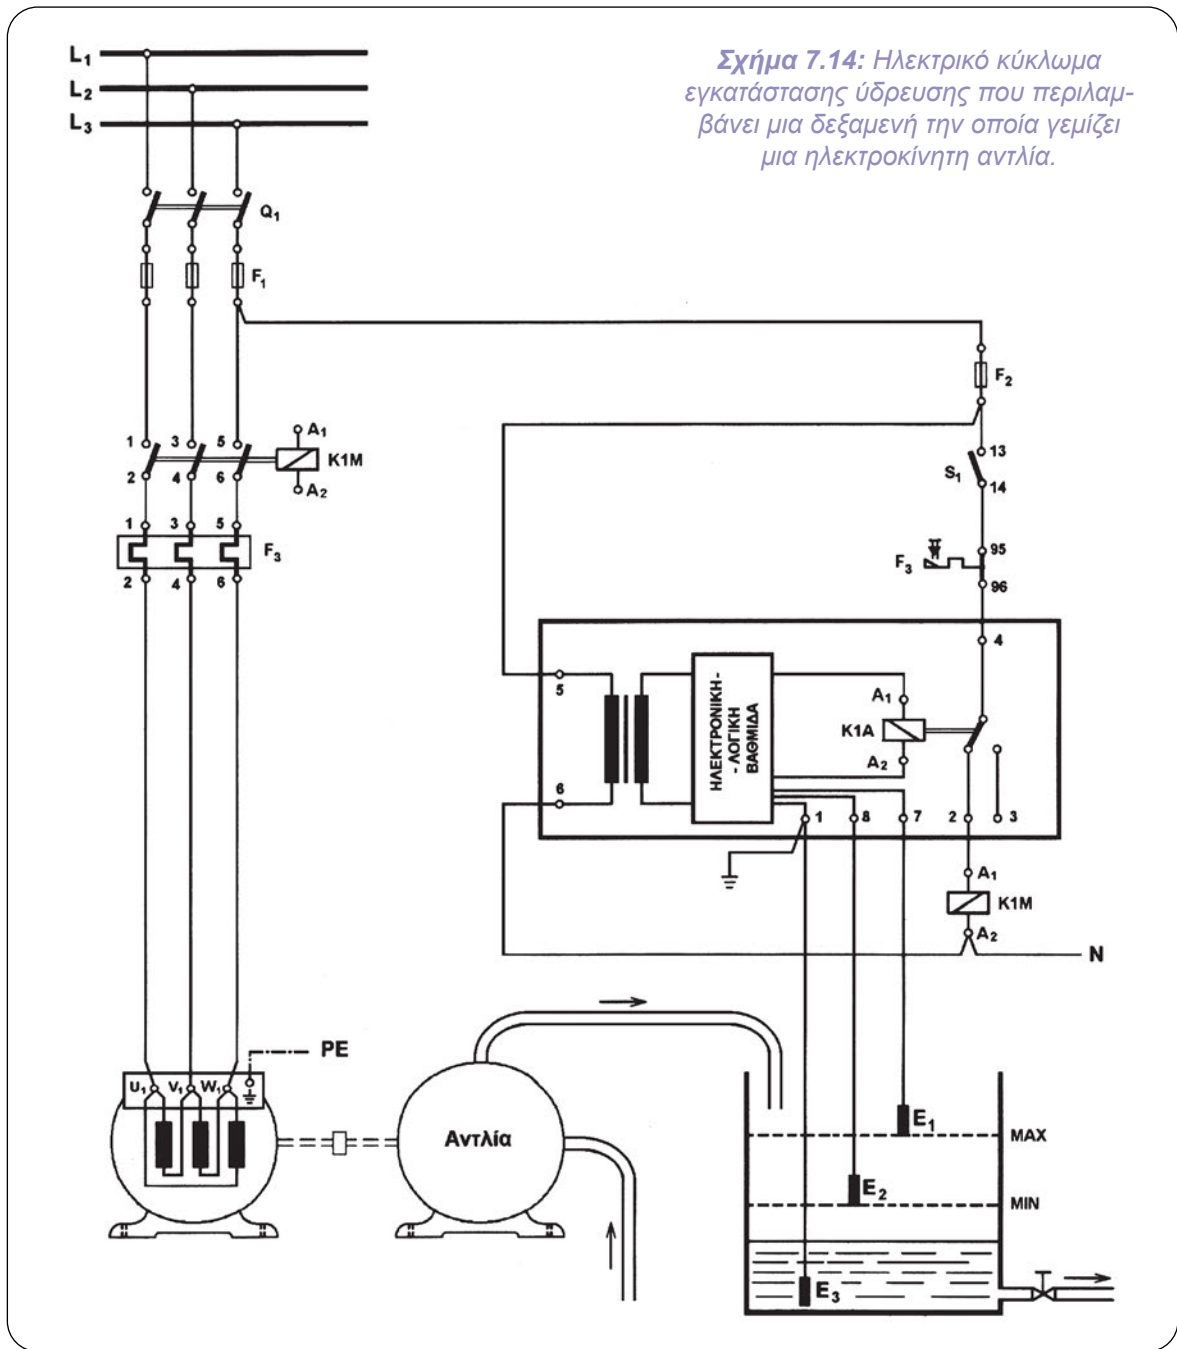 Σχήμα 7.14: Ηλεκτρικό κύκλωμα
εγκατάστασης ύδρευσης που περιλαμ-
βάνει μια δεξαμενή την οποία γεμίζει
μια ηλεκτροκίνητη αντλία.
L1
L2
L3
Q1
F1
F2
1 3 5
A1
K1M
2 4 6
A2
13
S1
14
1 3 5
F3
2 4 6
95
F3
96
4
5
ΗΛΕΚΤΡΟΝΙΚΗ -
- ΛΟΓΙΚΗ
ΒΑΘΜΙΔΑ
A1
K1A
A2
6
1 8 7 2 3
A1
K1M
A2
N
PE
U1 V1 W1
Αντλία
E1
MAX
E2
MIN
E3